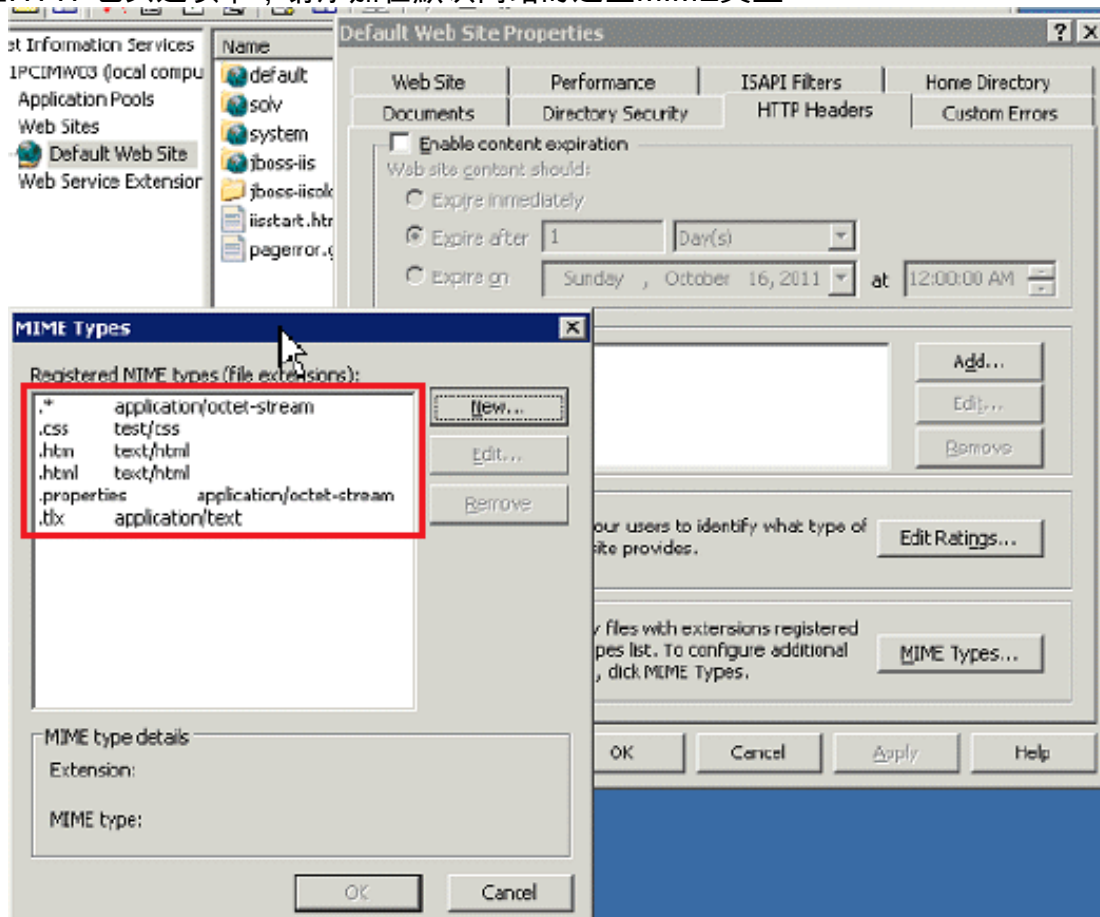 et Information Services
1PCIMWC3 (local compu
Application Pools
Web Sites
Default Web Site
Web Service Extension
Name
default
solv
system
jboss-iis
jboss-iisolc
iisstart.htr
pagerror.g
Default Web Site Properties
Web Site
Performance
ISAPI Filters
Home Directory
Documents
Directory Security
HTTP Headers
Custom Errors
Enable content expiration
Web site content should:
Expire immediately
Expire after
1
Day(s)
Expire on
Sunday , October 16, 2011
at
12:00:00 AM
Add...
Edit...
Remove
our users to identify what type of
site provides.
Edit Ratings...
files with extensions registered
pes list. To configure additional
, click MIME Types.
MIME Types...
OK
Cancel
Apply
Help
MIME Types
Registered MIME types (file extensions):
.* application/octet-stream
.css test/css
.htm text/html
.html text/html
.properties application/octet-stream
.tlx application/text
New...
Edit...
Remove
MIME type details
Extension:
MIME type:
OK
Cancel